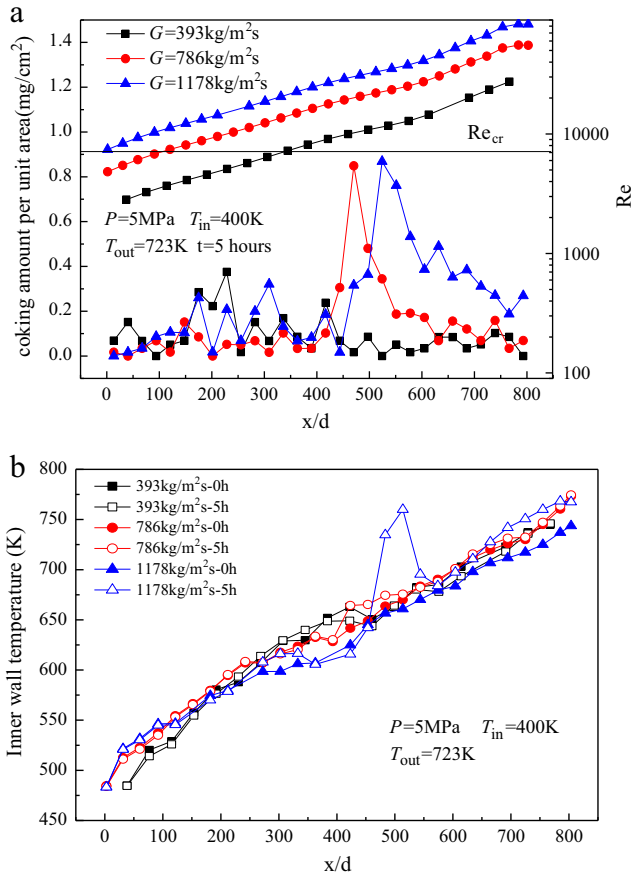 a
G=393kg/m²s
G=786kg/m²s
G=1178kg/m²s
coking amount per unit area(mg/cm²)
1.4
1.2
1.0
0.8
0.6
0.4
0.2
0.0
Re_cr
P=5MPa T_in=400K
T_out=723K t=5 hours
10000
1000
100
Re
0 100 200 300 400 500 600 700 800
x/d
b
393kg/m²s-0h
393kg/m²s-5h
786kg/m²s-0h
786kg/m²s-5h
1178kg/m²s-0h
1178kg/m²s-5h
Inner wall temperature (K)
800
750
700
650
600
550
500
450
P=5MPa T_in=400K
T_out=723K
0 100 200 300 400 500 600 700 800
x/d